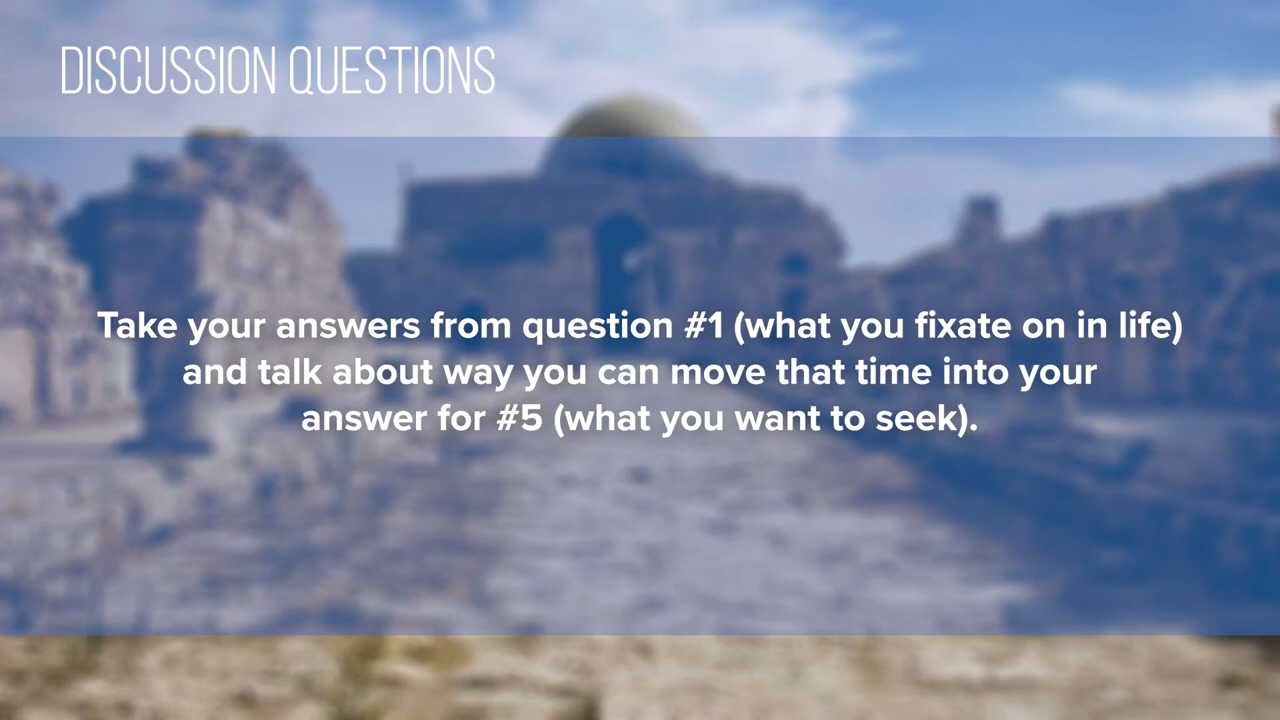 DISCUSSION QUESTIONS
Take your answers from question #1 (what you fixate on in life)
and talk about way you can move that time into your
answer for #5 (what you want to seek).